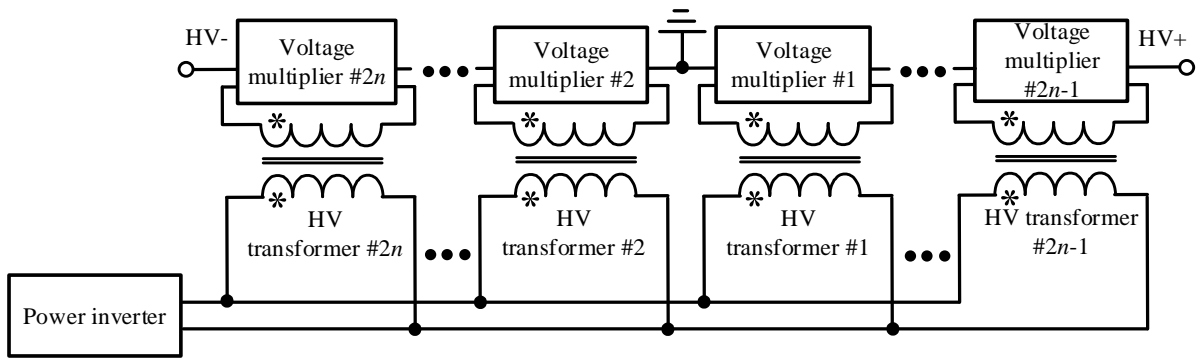 HV-
Voltage
multiplier #2n
Voltage
multiplier #2
Voltage
multiplier #1
Voltage
multiplier
#2n-1
HV+
*
*
*
*
*
*
*
*
HV
transformer #2n
HV
transformer #2
HV
transformer #1
HV transformer
#2n-1
Power inverter